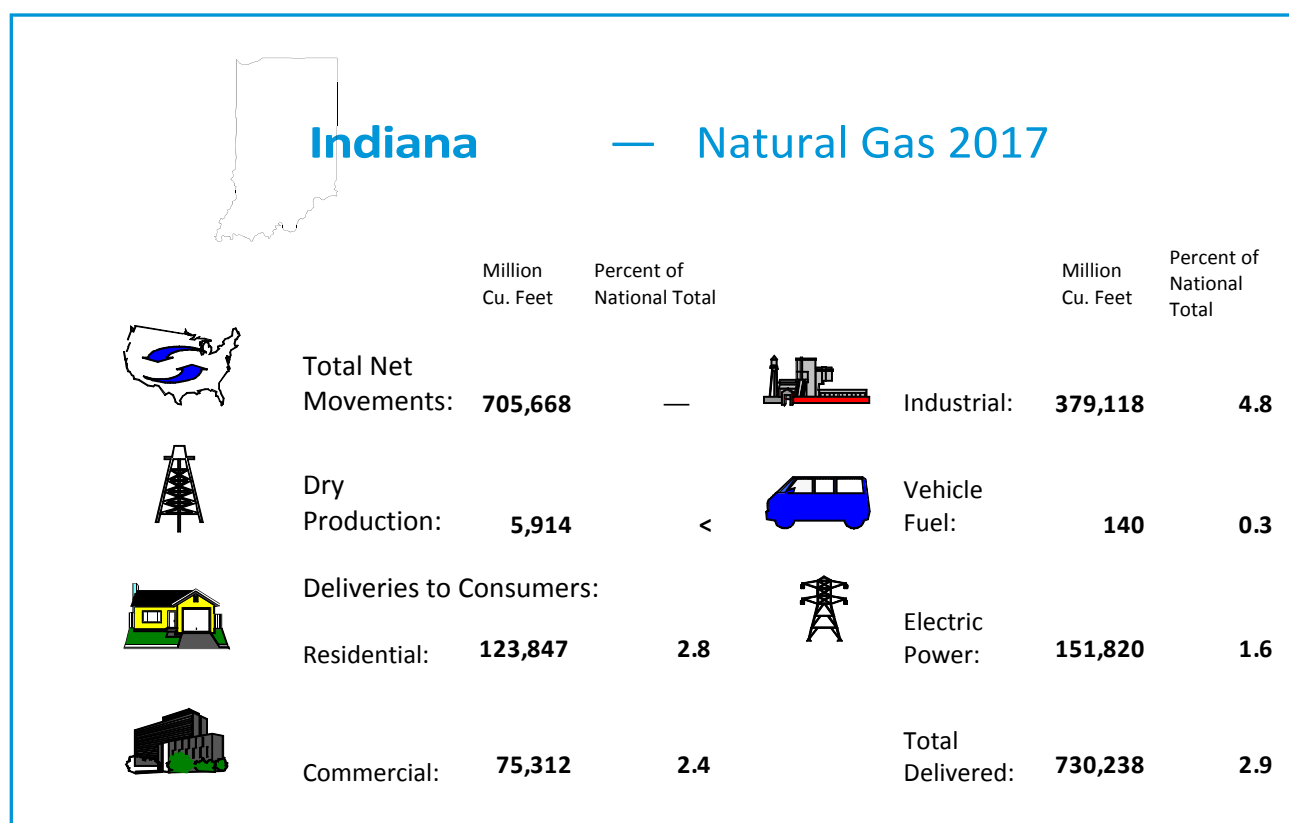 Indiana — Natural Gas 2017
Million
Cu. Feet
Percent of
National Total
Million
Cu. Feet
Percent of
National
Total
Total Net
Movements: 705,668 —
Industrial: 379,118 4.8
Dry
Production: 5,914 <
Vehicle
Fuel: 140 0.3
Deliveries to Consumers:
Residential: 123,847 2.8
Electric
Power: 151,820 1.6
Commercial: 75,312 2.4
Total
Delivered: 730,238 2.9